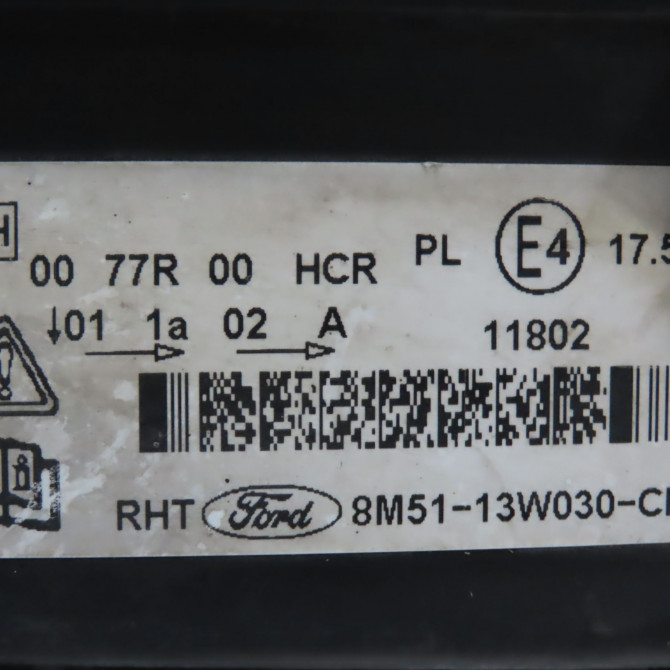 H
00 77R 00 HCR PL E4 17.5
↓01 1a 02 A 11802
RHT Ford 8M51-13W030-C